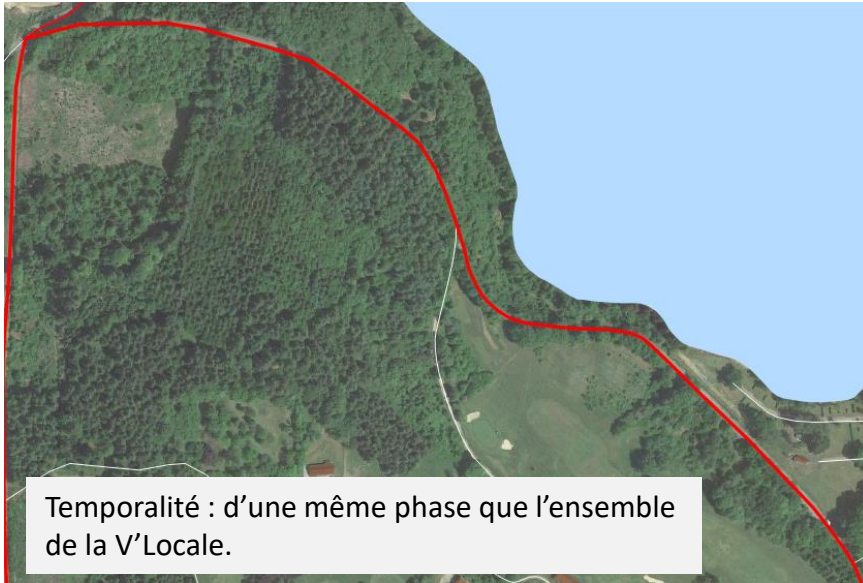 Temporalité : d’une même phase que l’ensemble
de la V’Locale.